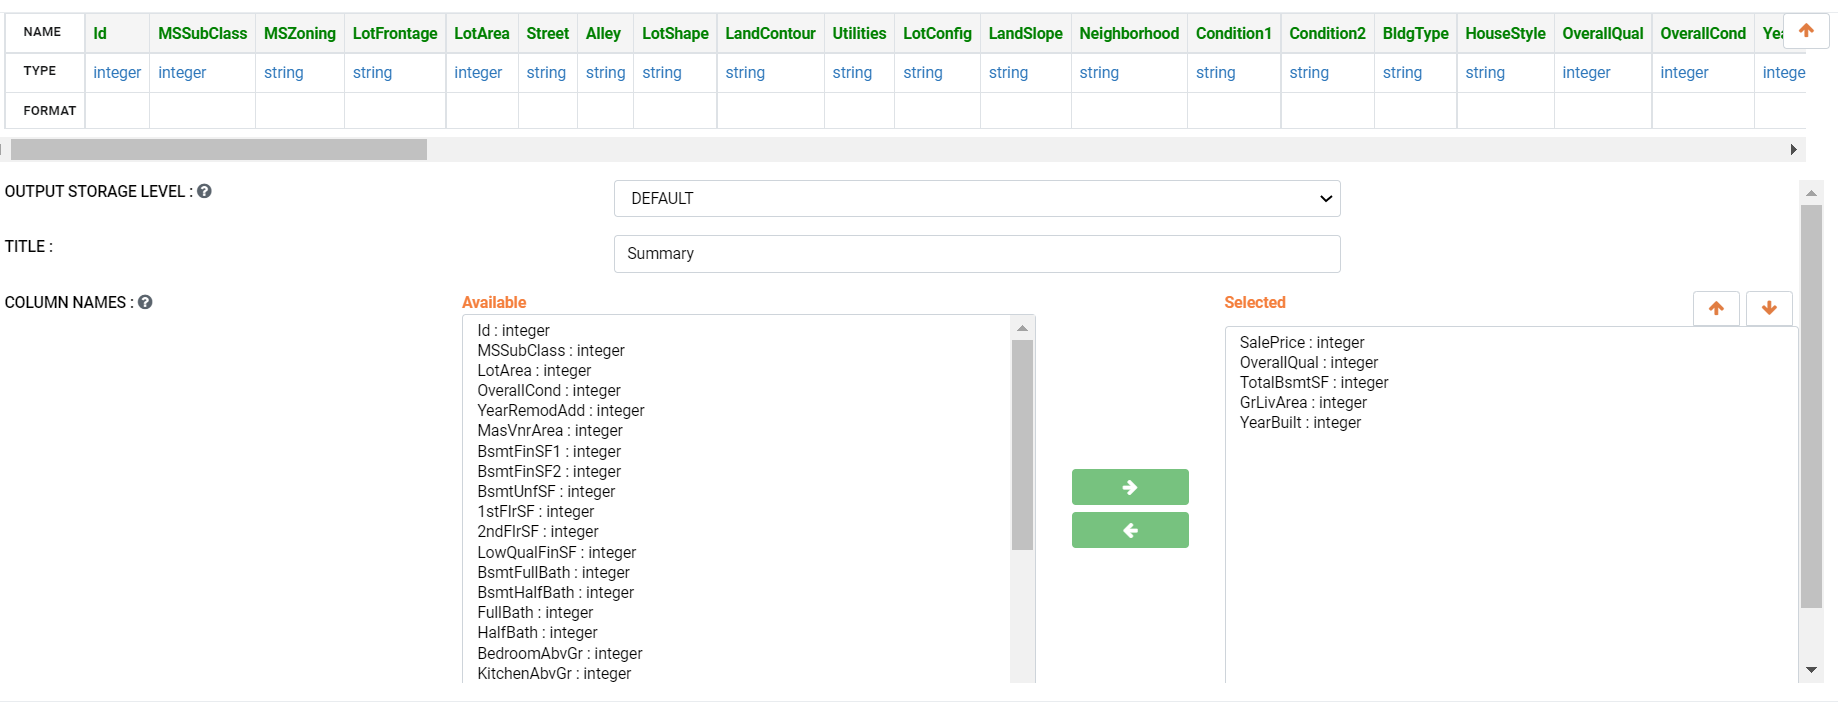 NAME Id MSSubClass MSZoning LotFrontage LotArea Street Alley LotShape LandContour Utilities LotConfig LandSlope Neighborhood Condition1 Condition2 BldgType HouseStyle OverallQual OverallCond Yea
TYPE integer integer string string integer string string string string string string string string string string string string integer integer intege
FORMAT
OUTPUT STORAGE LEVEL :
DEFAULT
TITLE :
Summary
COLUMN NAMES :
Available
Id : integer
MSSubClass : integer
LotArea : integer
OverallCond : integer
YearRemodAdd : integer
MasVnrArea : integer
BsmtFinSF1 : integer
BsmtFinSF2 : integer
BsmtUnfSF : integer
1stFlrSF : integer
2ndFlrSF : integer
LowQualFinSF : integer
BsmtFullBath : integer
BsmtHalfBath : integer
FullBath : integer
HalfBath : integer
BedroomAbvGr : integer
KitchenAbvGr : integer
Selected
SalePrice : integer
OverallQual : integer
TotalBsmtSF : integer
GrLivArea : integer
YearBuilt : integer